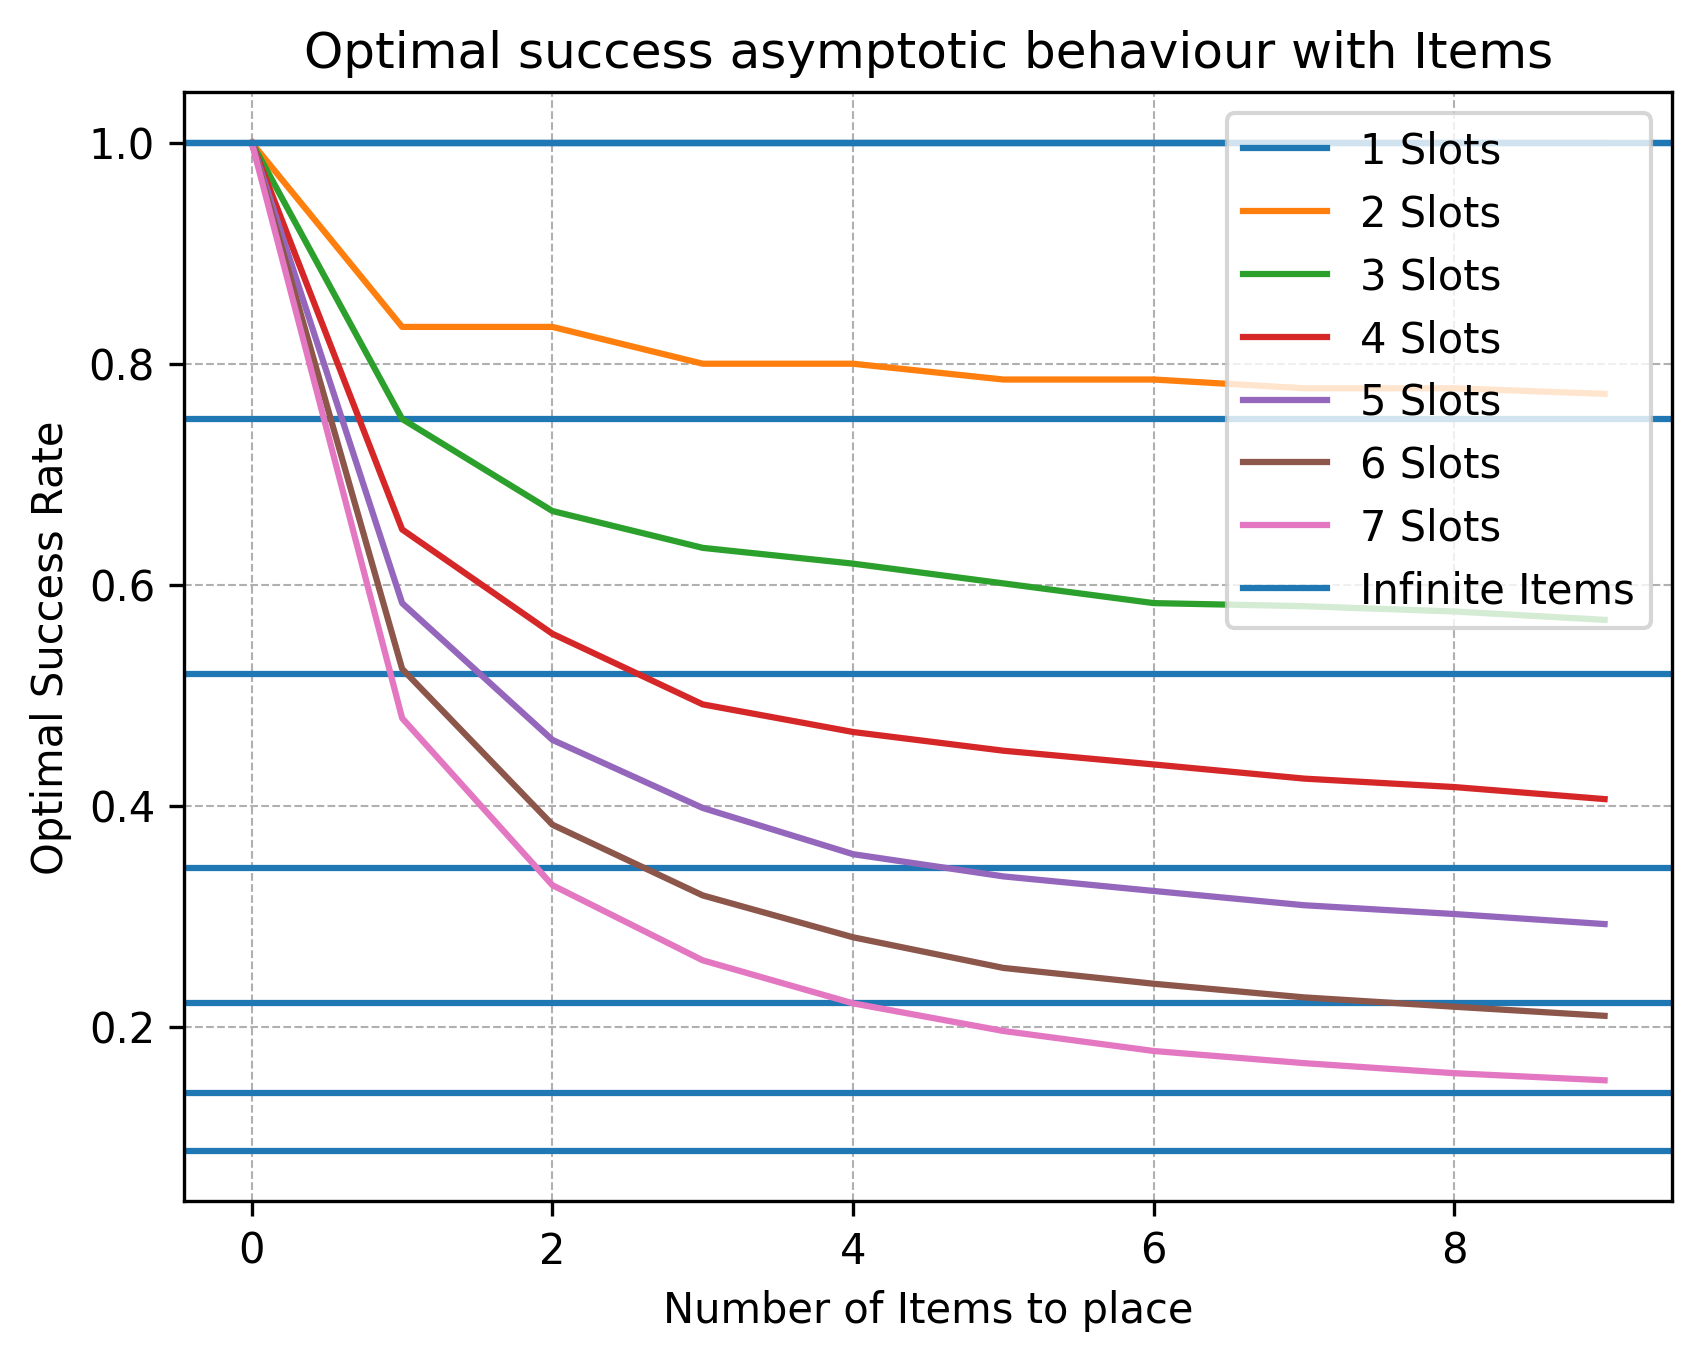 Optimal success asymptotic behaviour with Items
1.0
0.8
0.6
0.4
0.2
Optimal Success Rate
1 Slots
2 Slots
3 Slots
4 Slots
5 Slots
6 Slots
7 Slots
Infinite Items
0 2 4 6 8
Number of Items to place